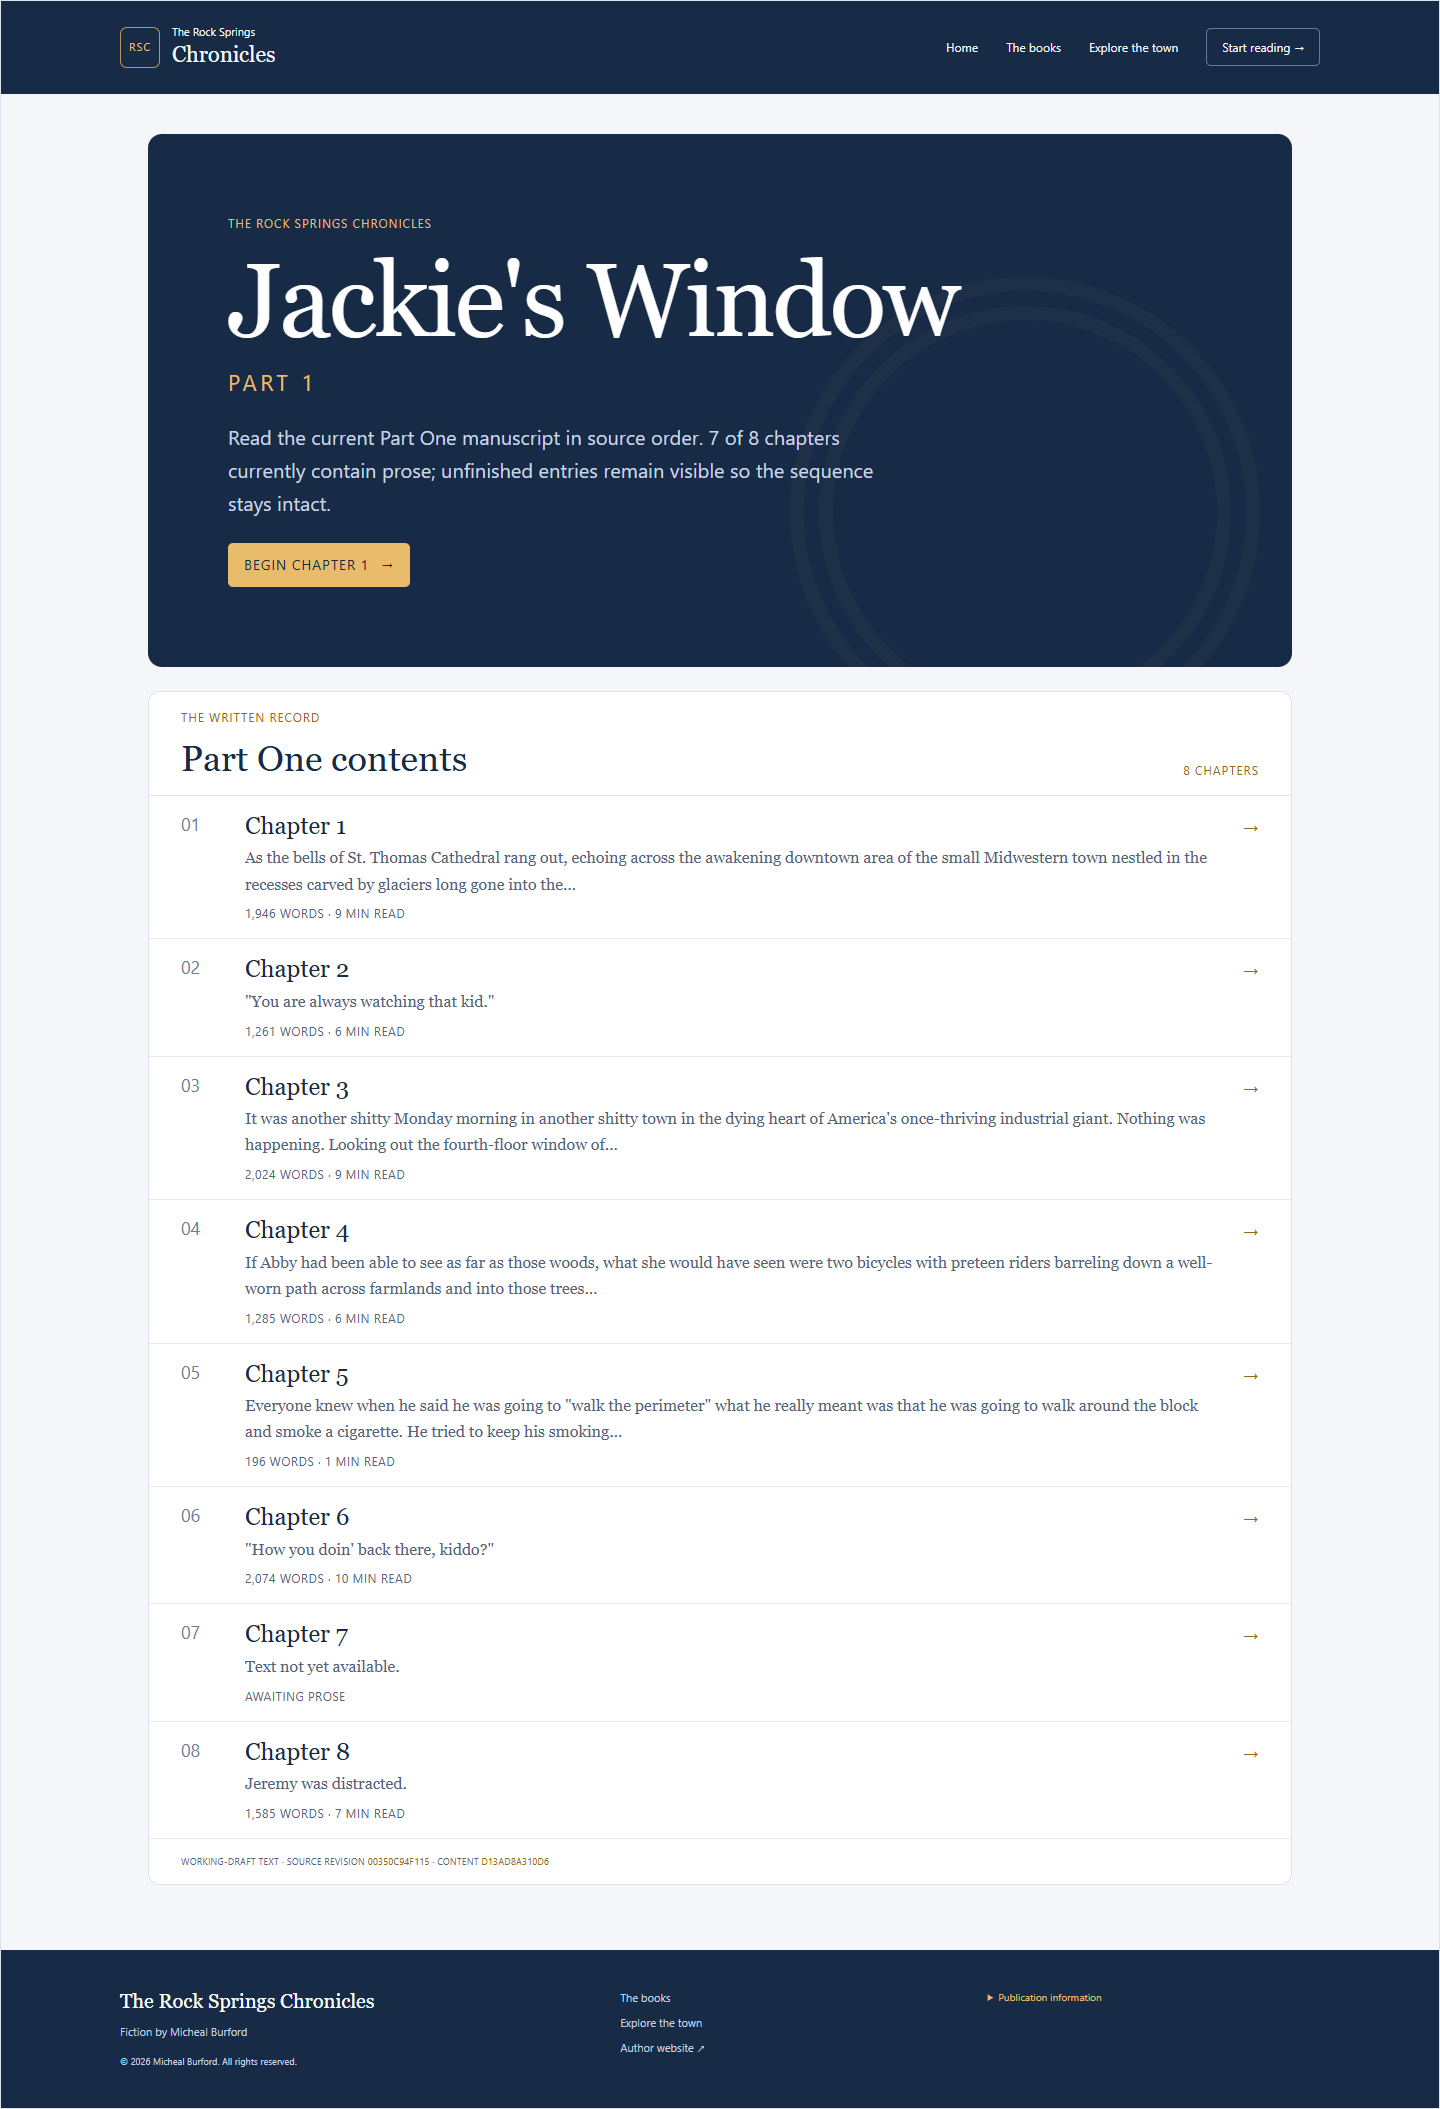 RSC
The Rock Springs
Chronicles
Home
The books
Explore the town
Start reading →
THE ROCK SPRINGS CHRONICLES
Jackie's Window
PART 1
Read the current Part One manuscript in source order. 7 of 8 chapters
currently contain prose; unfinished entries remain visible so the sequence
stays intact.
BEGIN CHAPTER 1 →
THE WRITTEN RECORD
Part One contents
8 CHAPTERS
01
Chapter 1
→
As the bells of St. Thomas Cathedral rang out, echoing across the awakening downtown area of the small Midwestern town nestled in the
recesses carved by glaciers long gone into the...
1,946 WORDS · 9 MIN READ
02
Chapter 2
→
"You are always watching that kid."
1,261 WORDS · 6 MIN READ
03
Chapter 3
→
It was another shitty Monday morning in another shitty town in the dying heart of America's once-thriving industrial giant. Nothing was
happening. Looking out the fourth-floor window of...
2,024 WORDS · 9 MIN READ
04
Chapter 4
→
If Abby had been able to see as far as those woods, what she would have seen were two bicycles with preteen riders barreling down a well-
worn path across farmlands and into those trees...
1,285 WORDS · 6 MIN READ
05
Chapter 5
→
Everyone knew when he said he was going to "walk the perimeter" what he really meant was that he was going to walk around the block
and smoke a cigarette. He tried to keep his smoking...
196 WORDS · 1 MIN READ
06
Chapter 6
→
"How you doin' back there, kiddo?"
2,074 WORDS · 10 MIN READ
07
Chapter 7
→
Text not yet available.
AWAITING PROSE
08
Chapter 8
→
Jeremy was distracted.
1,585 WORDS · 7 MIN READ
WORKING-DRAFT TEXT · SOURCE REVISION 00350C94F115 · CONTENT D13AD8A310D6
The Rock Springs Chronicles
Fiction by Micheal Burford
© 2026 Micheal Burford. All rights reserved.
The books
Explore the town
Author website ↗
▶ Publication information